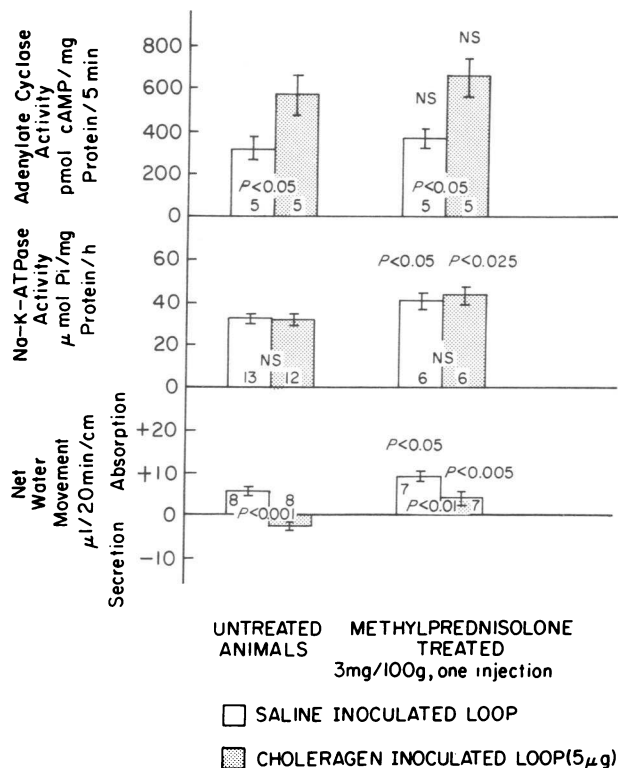 Adenylate Cyclase
Activity
pmol cAMP/mg
Protein/5 min
800
600
400
200
0
NS
NS
P<0.05
5 5
P<0.05
5 5
Na-K-ATPase
Activity
μmol Pi/mg
Protein/h
60
40
20
0
P<0.05 P<0.025
NS
13 12
NS
6 6
Net
Water
Movement
μl/20min/cm
Secretion Absorption
+20
+10
0
-10
8 8
P<0.001
P<0.05
P<0.005
7
P<0.01 7
UNTREATED
ANIMALS
METHYLPREDNISOLONE
TREATED
3mg/100g, one injection
SALINE INOCULATED LOOP
CHOLERAGEN INOCULATED LOOP(5μg)